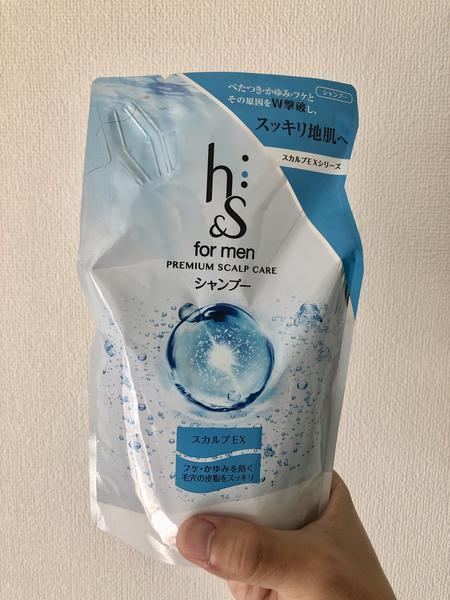 べたつき・かゆみ・フケと
その原因をW撃破し、
シャンプー
スッキリ地肌へ
スカルプEXシリーズ
h&S
for men
PREMIUM SCALP CARE
シャンプー
スカルプEX
フケ・かゆみを防ぐ
毛穴の皮脂をスッキリ